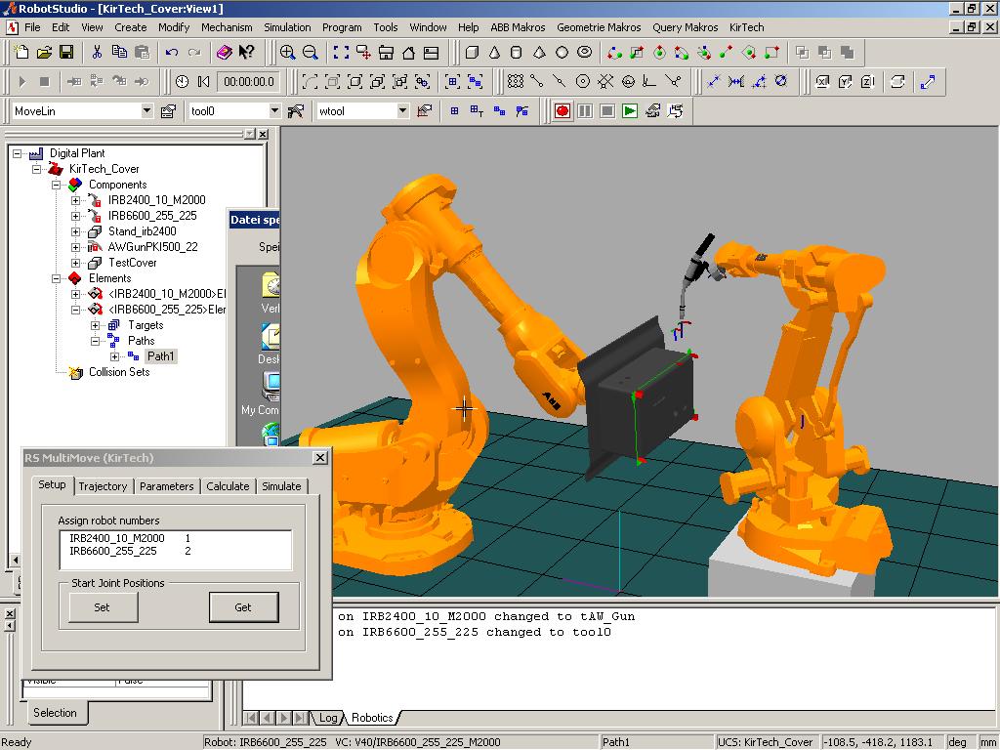 RobotStudio - [KirTech_Cover:View1]
File Edit View Create Modify Mechanism Simulation Program Tools Window Help ABB Makros Geometrie Makros Query Makros KirTech
00:00:00.0
MoveLin tool0 wtool
Digital Plant
KirTech_Cover
Components
IRB2400_10_M2000
IRB6600_255_225
Stand_irb2400
AWGunPKI500_22
TestCover
Elements
<IRB2400_10_M2000>El
<IRB6600_255_225>Elem
Targets
Paths
Path1
Collision Sets
Datei spe
Spei
Verl
Desk
My Com
ABB
RS MultiMove (KirTech)
Setup Trajectory Parameters Calculate Simulate
Assign robot numbers
IRB2400_10_M2000 1
IRB6600_255_225 2
Start Joint Positions
Set Get
on IRB2400_10_M2000 changed to tAW_Gun
on IRB6600_255_225 changed to tool0
Visible False
Selection
Log Robotics
Ready Robot: IRB6600_255_225 VC: V40/IRB6600_255_225_M2000 Path1 UCS: KirTech_Cover -108.5, -418.2, 1183.1 deg mm